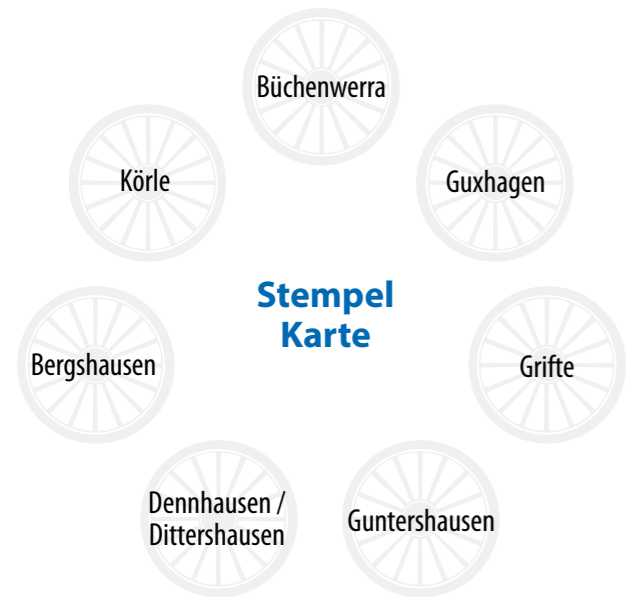 Büchenwerra
Körle
Guxhagen
Stempel
Karte
Bergshausen
Grifte
Dennhausen /
Dittershausen
Guntershausen